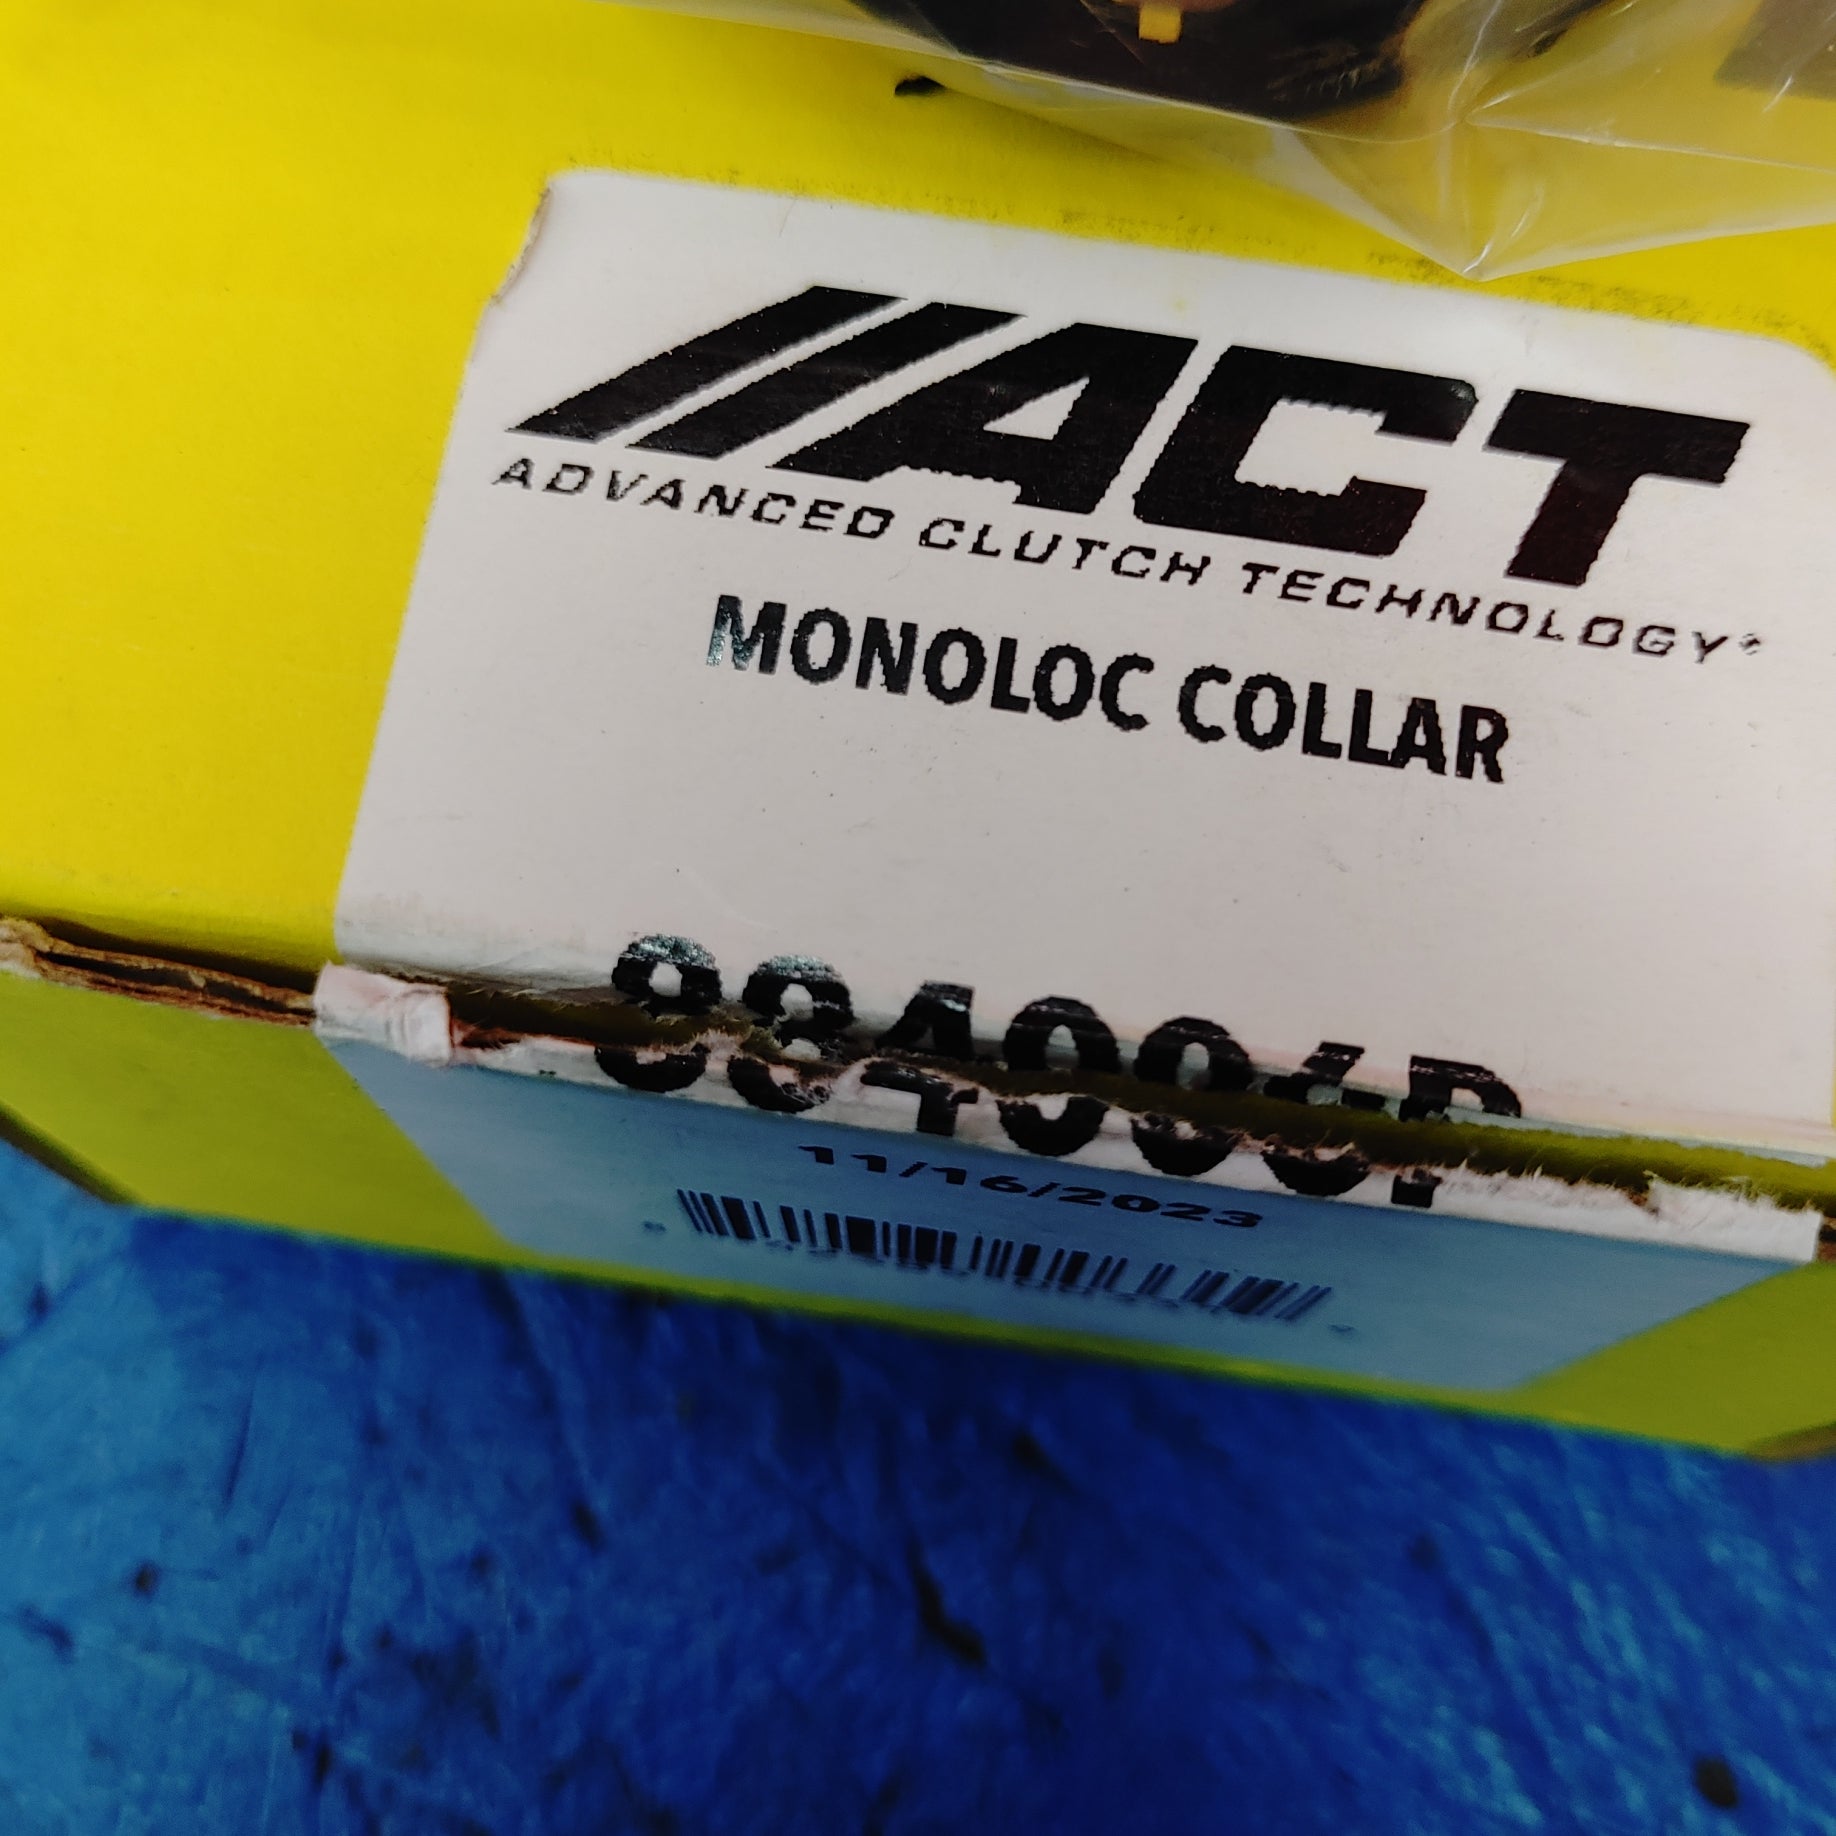 ACT
ADVANCED CLUTCH TECHNOLOGY®
MONOLOC COLLAR
11/16/2023